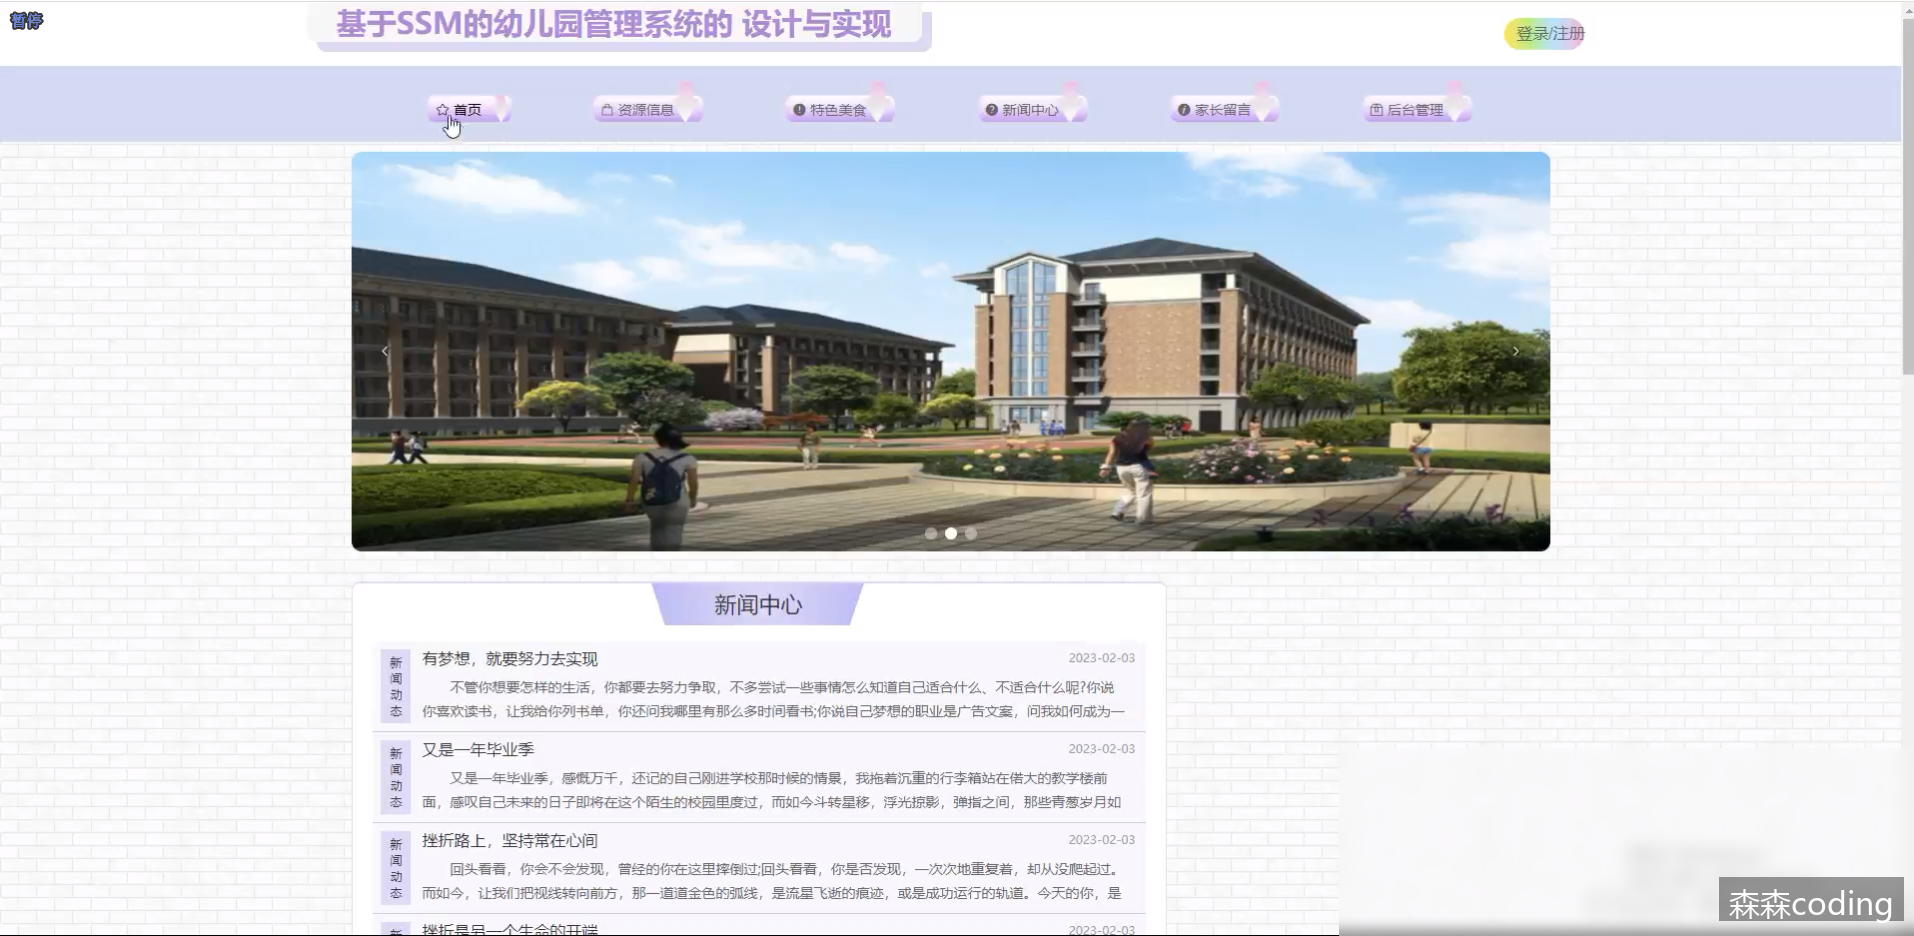 暂停
基于SSM的幼儿园管理系统的 设计与实现
登录/注册
首页
资源信息
特色美食
新闻中心
家长留言
后台管理
新闻中心
新闻动态
有梦想，就要努力去实现
2023-02-03
不管你想要怎样的生活，你都要去努力争取，不多尝试一些事情怎么知道自己适合什么、不适合什么呢?你说
你喜欢读书，让我给你列书单，你还问我哪里有那么多时间看书;你说自己梦想的职业是广告文案，问我如何成为一
新闻动态
又是一年毕业季
2023-02-03
又是一年毕业季，感慨万千，还记的自己刚进学校那时候的情景，我拖着沉重的行李箱站在偌大的教学楼前
面，感叹自己未来的日子即将在这个陌生的校园里度过，而如今斗转星移，浮光掠影，弹指之间，那些青葱岁月如
新闻动态
挫折路上，坚持常在心间
2023-02-03
回头看看，你会不会发现，曾经的你在这里摔倒过;回头看看，你是否发现，一次次地重复着，却从没爬起过。
而如今，让我们把视线转向前方，那一道道金色的弧线，是流星飞逝的痕迹，或是成功运行的轨道。今天的你，是
新
挫折是另一个生命的开端
2023-02-03
森森coding